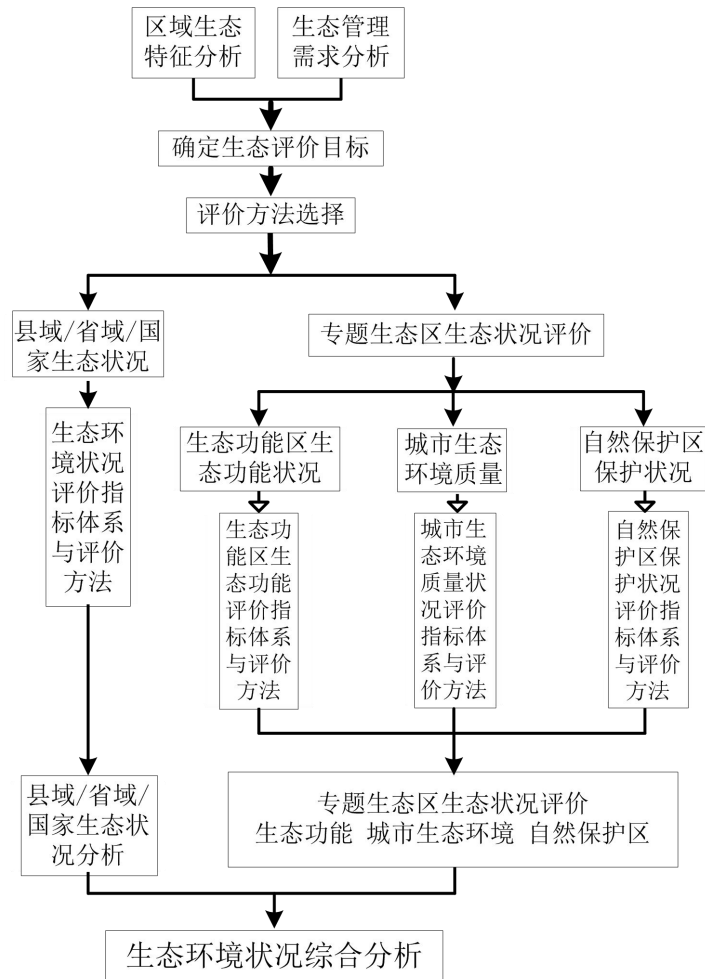 区域生态
特征分析
生态管理
需求分析
确定生态评价目标
评价方法选择
县域/省域/国
家生态状况
专题生态区生态状况评价
生态环
境状况
评价指
标体系
与评价
方法
生态功能区生
态功能状况
城市生态
环境质量
自然保护区
保护状况
生态功
能区生
态功能
评价指
标体系
与评价
方法
城市生
态环境
质量状
况评价
指标体
系与评
价方法
自然保
护区保
护状况
评价指
标体系
与评价
方法
县域/省域/
国家生态状
况分析
专题生态区生态状况评价
生态功能 城市生态环境 自然保护区
生态环境状况综合分析